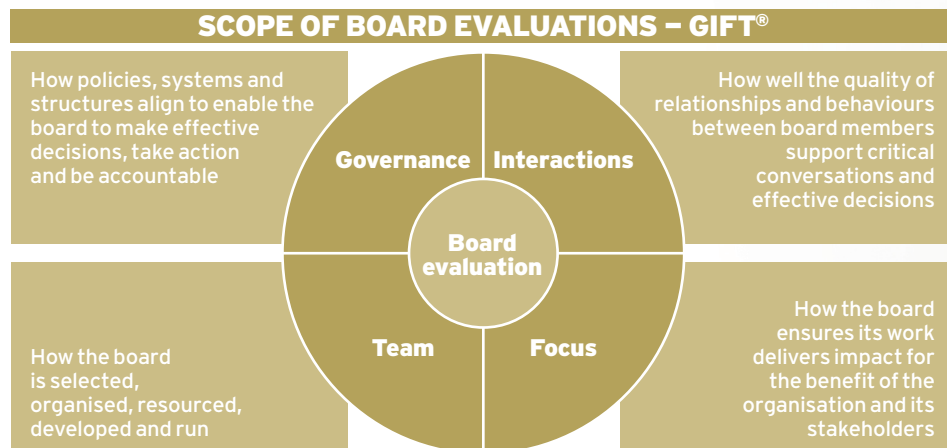 SCOPE OF BOARD EVALUATIONS – GIFT®
How policies, systems and
structures align to enable the
board to make effective
decisions, take action
and be accountable
Governance
Interactions
How well the quality of
relationships and behaviours
between board members
support critical
conversations and
effective decisions
Board
evaluation
How the board
is selected,
organised, resourced,
developed and run
Team
Focus
How the board
ensures its work
delivers impact for
the benefit of the
organisation and its
stakeholders